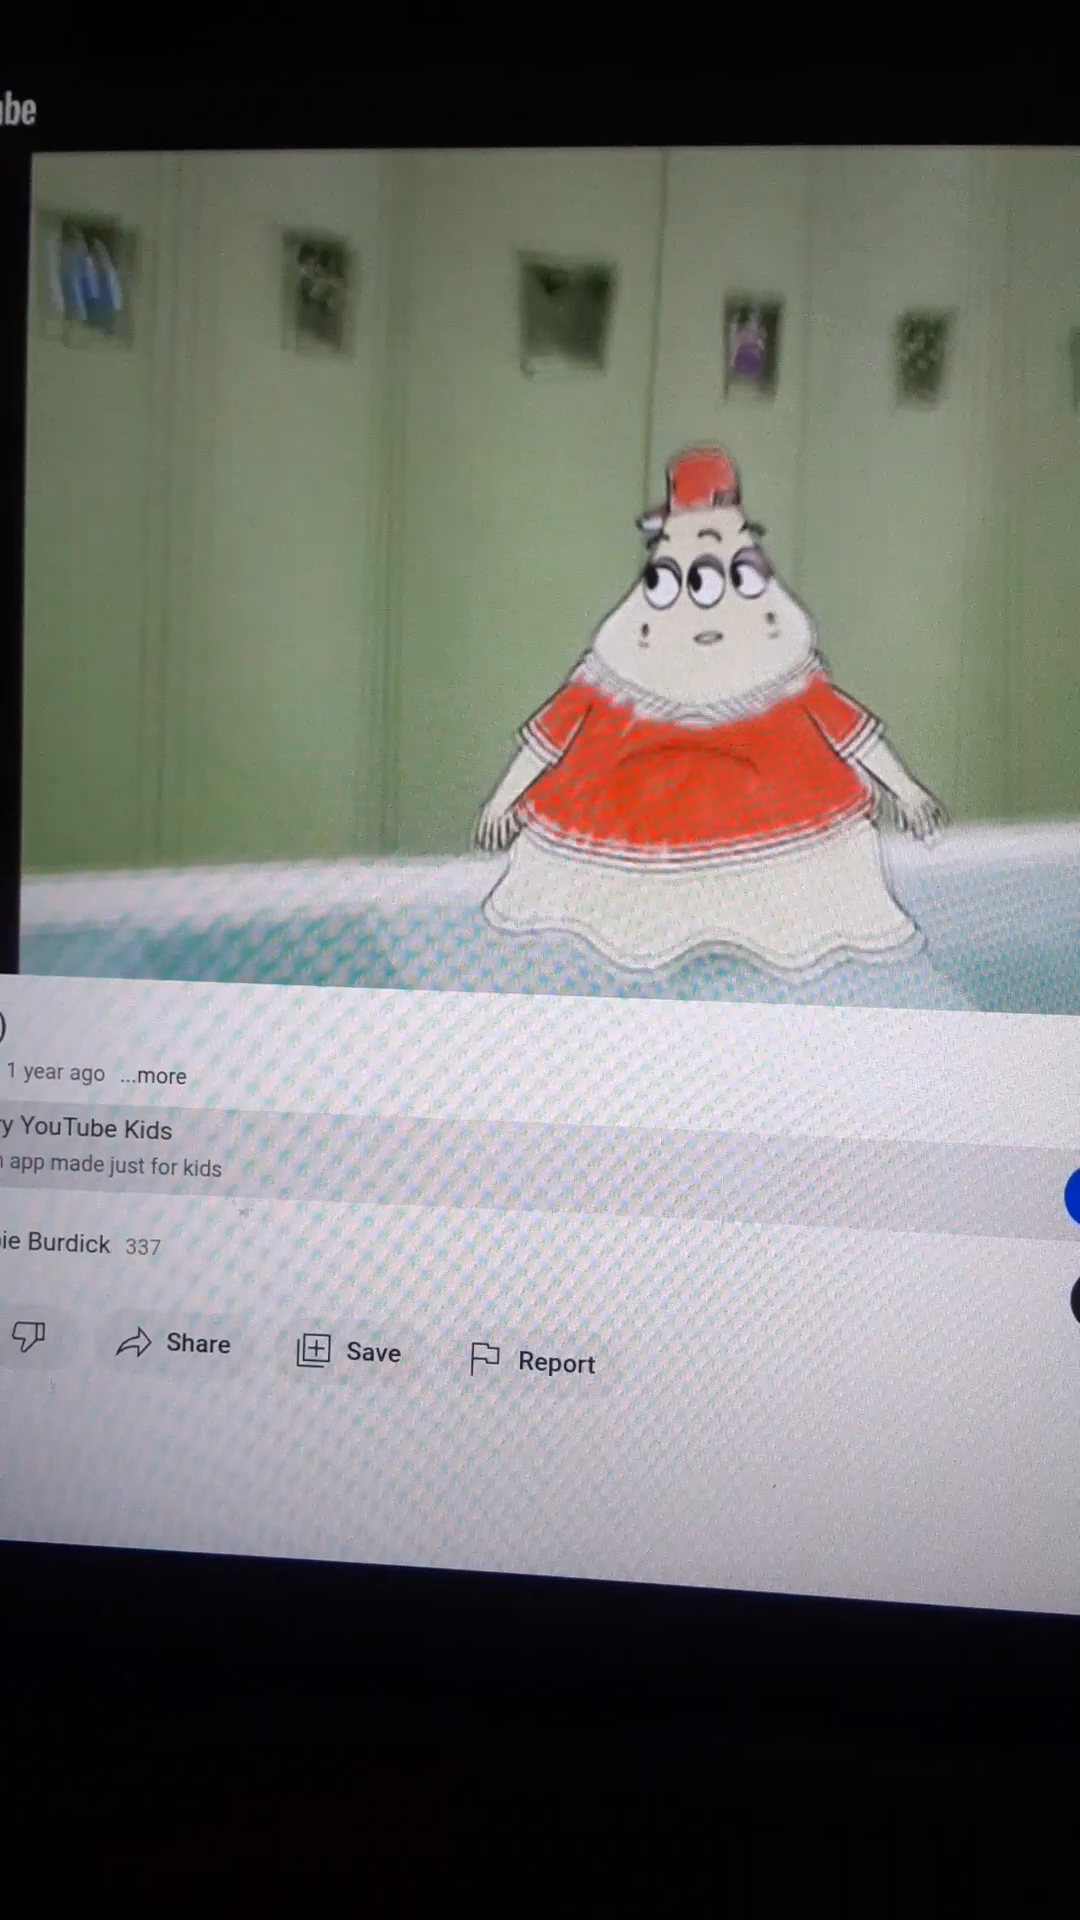 be
1 year ago ...more
y YouTube Kids
app made just for kids
ie Burdick 337
Share Save Report